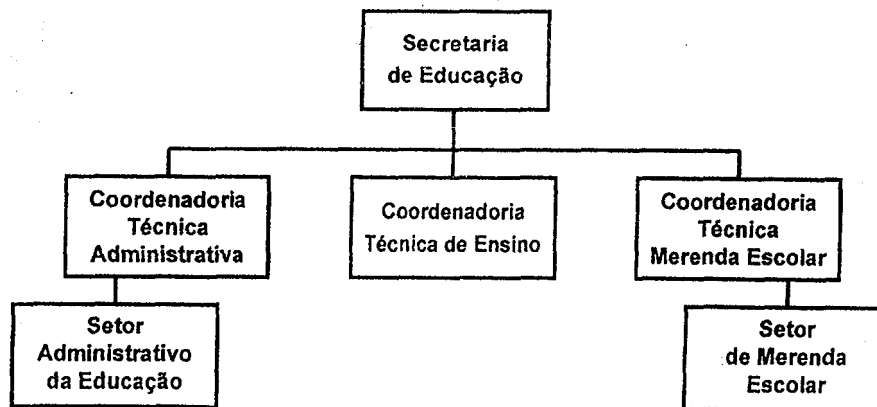 Secretaria
de Educação
Coordenadoria
Técnica
Administrativa
Coordenadoria
Técnica de Ensino
Coordenadoria
Técnica
Merenda Escolar
Setor
Administrativo
da Educação
Setor
de Merenda
Escolar